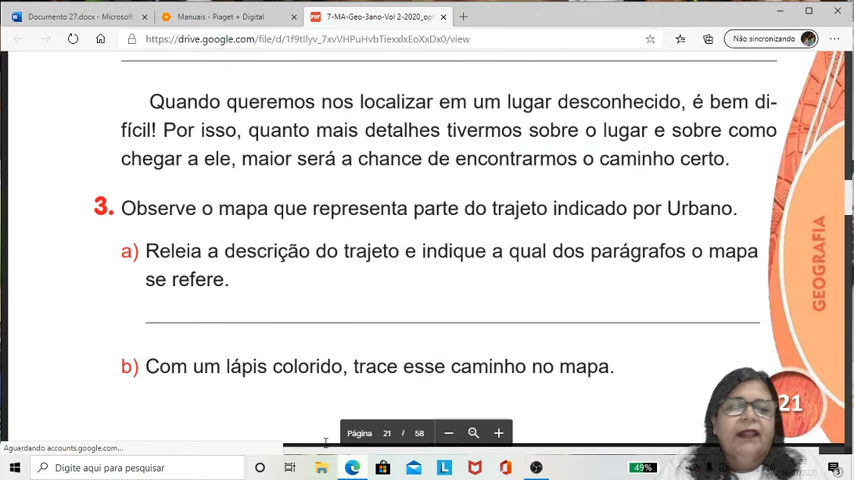 Documento 27.docx - Microsoft
Manuais - Piaget + Digital
7-MA-Geo-3ano-Vol 2-2020_opt
https://drive.google.com/file/d/1f9tIlyv_7xvVHPuHvbTiexxlxEoXxDx0/view
Não sincronizando
Quando queremos nos localizar em um lugar desconhecido, é bem di-
fícil! Por isso, quanto mais detalhes tivermos sobre o lugar e sobre como
chegar a ele, maior será a chance de encontrarmos o caminho certo.
3. Observe o mapa que representa parte do trajeto indicado por Urbano.
a) Releia a descrição do trajeto e indique a qual dos parágrafos o mapa
se refere.
b) Com um lápis colorido, trace esse caminho no mapa.
GEOGRAFIA
21
Página 21 / 58
Aguardando accounts.google.com...
Digite aqui para pesquisar
49%